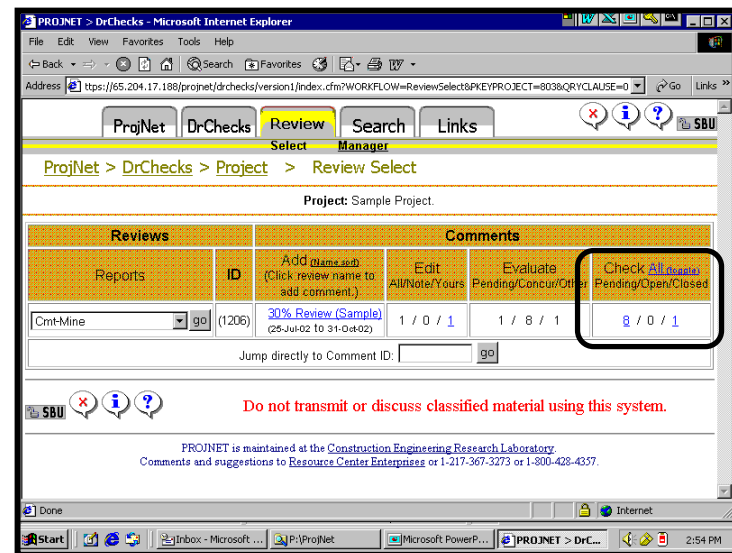 PROJNET > DrChecks - Microsoft Internet Explorer
File Edit View Favorites Tools Help
Back Search Favorites
Address ttps://65.204.17.188/projnet/drchecks/version1/index.cfm?WORKFLOW=ReviewSelect&PKEYPROJECT=803&QRYCLAUSE=0 Go Links »
ProjNet DrChecks Review Search Links SBU
Select Manager
ProjNet > DrChecks > Project > Review Select
Project: Sample Project.
Reviews Comments
Reports ID Add (Name sort) (Click review name to add comment.) Edit All/Note/Yours Evaluate Pending/Concur/Other Check All (toggle) Pending/Open/Closed
Cmt-Mine go (1206) 30% Review (Sample) (25-Jul-02 to 31-Oct-02) 1 / 0 / 1 1 / 8 / 1 8 / 0 / 1
Jump directly to Comment ID: go
SBU Do not transmit or discuss classified material using this system.
PROJNET is maintained at the Construction Engineering Research Laboratory.
Comments and suggestions to Resource Center Enterprises or 1-217-367-3273 or 1-800-428-4357.
Done Internet
Start Inbox - Microsoft ... P:\ProjNet Microsoft PowerP... PROJNET > DrC... 2:54 PM